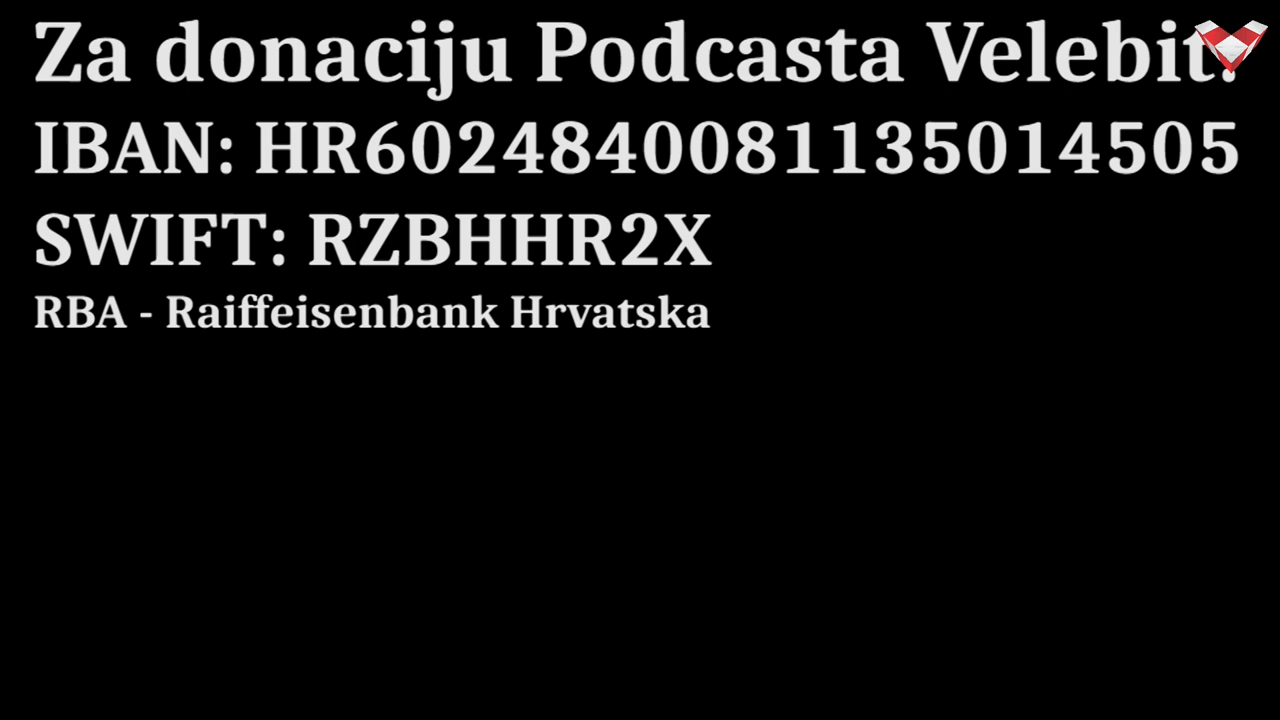 Za donaciju Podcasta Velebit:
IBAN: HR6024840081135014505
SWIFT: RZBHHR2X
RBA - Raiffeisenbank Hrvatska